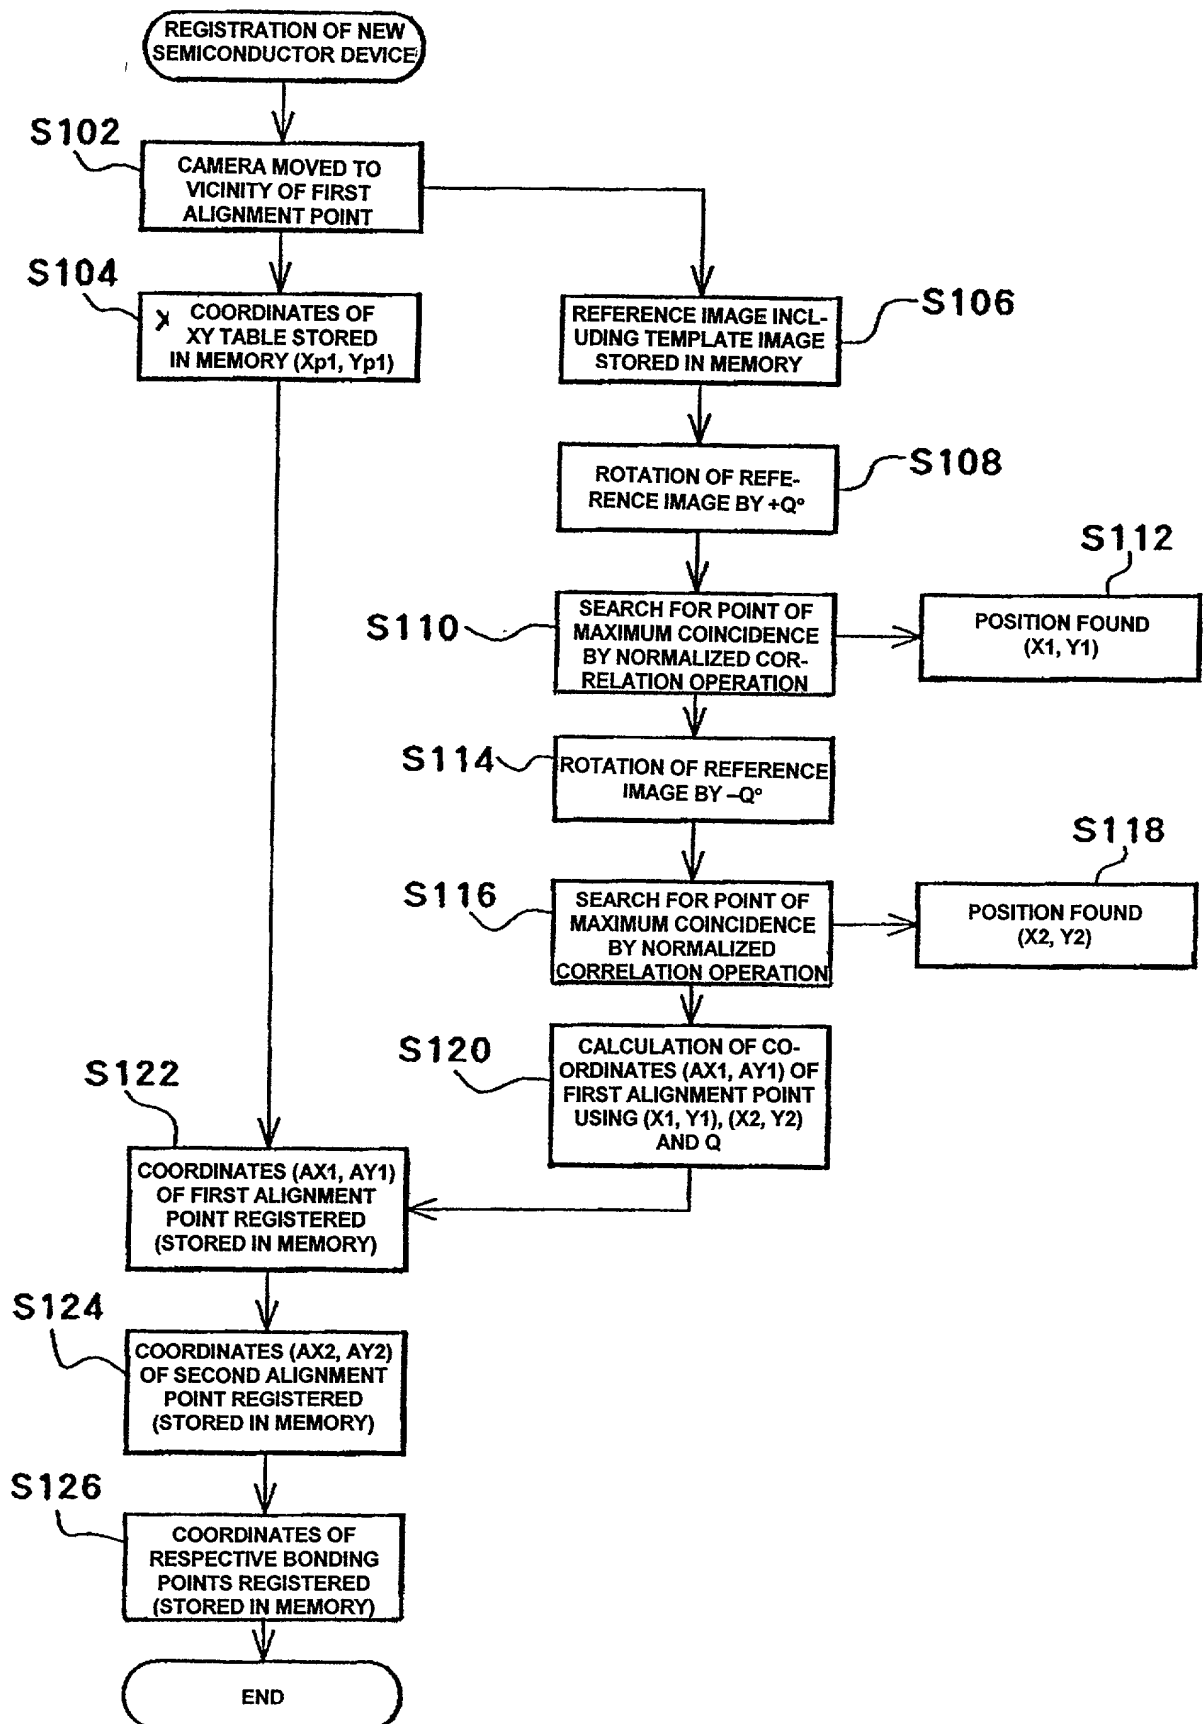 REGISTRATION OF NEW
SEMICONDUCTOR DEVICE
S102
CAMERA MOVED TO
VICINITY OF FIRST
ALIGNMENT POINT
S104
X COORDINATES OF
XY TABLE STORED
IN MEMORY (Xp1, Yp1)
S106
REFERENCE IMAGE INCL-
UDING TEMPLATE IMAGE
STORED IN MEMORY
S108
ROTATION OF REFE-
RENCE IMAGE BY +Q°
S110
SEARCH FOR POINT OF
MAXIMUM COINCIDENCE
BY NORMALIZED COR-
RELATION OPERATION
S112
POSITION FOUND
(X1, Y1)
S114
ROTATION OF REFERENCE
IMAGE BY –Q°
S116
SEARCH FOR POINT OF
MAXIMUM COINCIDENCE
BY NORMALIZED
CORRELATION OPERATION
S118
POSITION FOUND
(X2, Y2)
S120
CALCULATION OF CO-
ORDINATES (AX1, AY1) OF
FIRST ALIGNMENT POINT
USING (X1, Y1), (X2, Y2)
AND Q
S122
COORDINATES (AX1, AY1)
OF FIRST ALIGNMENT
POINT REGISTERED
(STORED IN MEMORY)
S124
COORDINATES (AX2, AY2)
OF SECOND ALIGNMENT
POINT REGISTERED
(STORED IN MEMORY)
S126
COORDINATES OF
RESPECTIVE BONDING
POINTS REGISTERED
(STORED IN MEMORY)
END